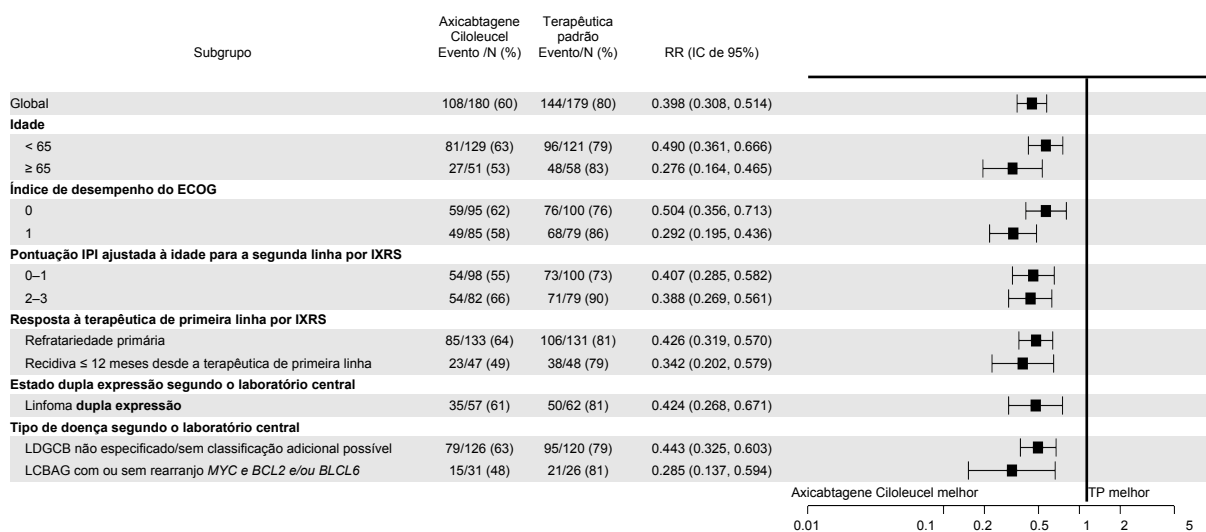 Subgrupo
Axicabtagene
Ciloleucel
Evento /N (%)
Terapêutica
padrão
Evento/N (%)
RR (IC de 95%)
Global 108/180 (60) 144/179 (80) 0.398 (0.308, 0.514)
Idade
< 65 81/129 (63) 96/121 (79) 0.490 (0.361, 0.666)
≥ 65 27/51 (53) 48/58 (83) 0.276 (0.164, 0.465)
Índice de desempenho do ECOG
0 59/95 (62) 76/100 (76) 0.504 (0.356, 0.713)
1 49/85 (58) 68/79 (86) 0.292 (0.195, 0.436)
Pontuação IPI ajustada à idade para a segunda linha por IXRS
0–1 54/98 (55) 73/100 (73) 0.407 (0.285, 0.582)
2–3 54/82 (66) 71/79 (90) 0.388 (0.269, 0.561)
Resposta à terapêutica de primeira linha por IXRS
Refratariedade primária 85/133 (64) 106/131 (81) 0.426 (0.319, 0.570)
Recidiva ≤ 12 meses desde a terapêutica de primeira linha 23/47 (49) 38/48 (79) 0.342 (0.202, 0.579)
Estado dupla expressão segundo o laboratório central
Linfoma dupla expressão 35/57 (61) 50/62 (81) 0.424 (0.268, 0.671)
Tipo de doença segundo o laboratório central
LDGCB não especificado/sem classificação adicional possível 79/126 (63) 95/120 (79) 0.443 (0.325, 0.603)
LCBAG com ou sem rearranjo MYC e BCL2 e/ou BLCL6 15/31 (48) 21/26 (81) 0.285 (0.137, 0.594)
Axicabtagene Ciloleucel melhor TP melhor
0.01 0.1 0.2 0.5 1 2 5